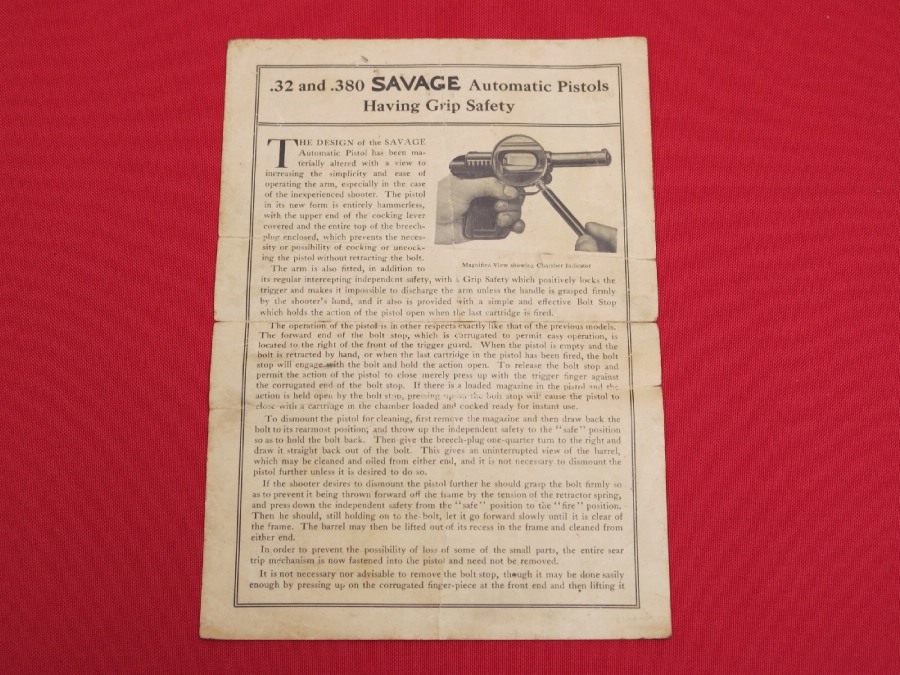 .32 and .380 SAVAGE Automatic Pistols
Having Grip Safety
THE DESIGN of the SAVAGE
Automatic Pistol has been ma-
terially altered with a view to
increasing the simplicity and ease of
operating the arm, especially in the case
of the inexperienced shooter. The pistol
in its new form is entirely hammerless,
with the upper end of the cocking lever
covered and the entire top of the breech-
plug enclosed, which prevents the neces-
sity or possibility of cocking or uncock-
ing the pistol without retracting the bolt.
Magnified View showing Chamber Indicator
The arm is also fitted, in addition to
its regular intercepting independent safety, with a Grip Safety which positively locks the
trigger and makes it impossible to discharge the arm unless the handle is grasped firmly
by the shooter's hand, and it also is provided with a simple and effective Bolt Stop
which holds the action of the pistol open when the last cartridge is fired.
The operation of the pistol is in other respects exactly like that of the previous models.
The forward end of the bolt stop, which is corrugated to permit easy operation, is
located to the right of the front of the trigger guard. When the pistol is empty and the
bolt is retracted by hand, or when the last cartridge in the pistol has been fired, the bolt
stop will engage with the bolt and hold the action open. To release the bolt stop and
permit the action of the pistol to close merely press up with the trigger finger against
the corrugated end of the bolt stop. If there is a loaded magazine in the pistol and the
action is held open by the bolt stop, pressing up on the bolt stop will cause the pistol to
close with a cartridge in the chamber loaded and cocked ready for instant use.
To dismount the pistol for cleaning, first remove the magazine and then draw back the
bolt to its rearmost position; and throw up the independent safety to the "safe" position
so as to hold the bolt back. Then give the breech-plug one-quarter turn to the right and
draw it straight back out of the bolt. This gives an uninterrupted view of the barrel,
which may be cleaned and oiled from either end, and it is not necessary to dismount the
pistol further unless it is desired to do so.
If the shooter desires to dismount the pistol further he should grasp the bolt firmly so
as to prevent it being thrown forward off the frame by the tension of the retractor spring,
and press down the independent safety from the "safe" position to the "fire" position.
Then he should, still holding on to the bolt, let it go forward slowly until it is clear of
the frame. The barrel may then be lifted out of its recess in the frame and cleaned from
either end.
In order to prevent the possibility of loss of some of the small parts, the entire sear
trip mechanism is now fastened into the pistol and need not be removed.
It is not necessary nor advisable to remove the bolt stop, though it may be done easily
enough by pressing up on the corrugated finger-piece at the front end and then lifting it